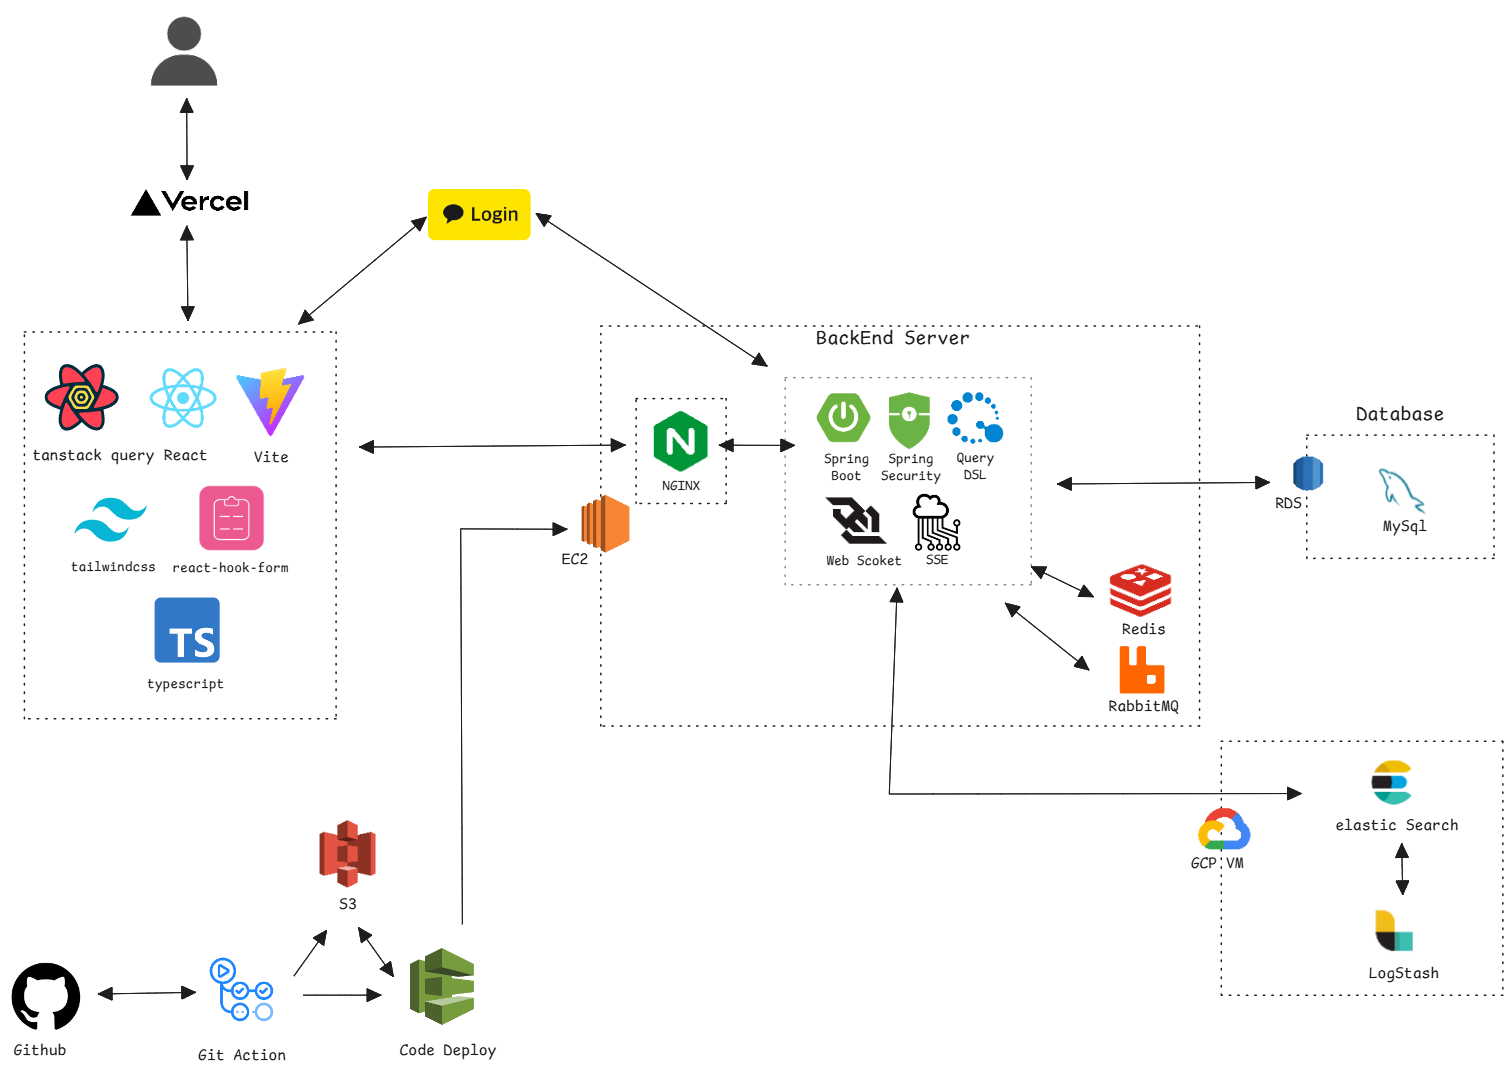 Vercel
Login
BackEnd Server
tanstack query
React
Vite
tailwindcss
react-hook-form
TS
typescript
N
NGINX
EC2
Spring
Boot
Spring
Security
Query
DSL
Web Scoket
SSE
Redis
RabbitMQ
Database
RDS
MySql
GCP VM
elastic Search
LogStash
S3
Github
Git Action
Code Deploy